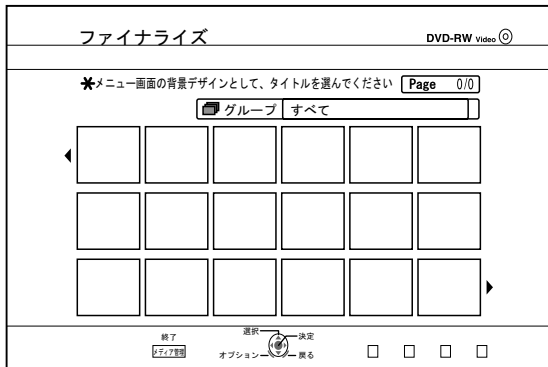 ファイナライズ
DVD-RW Video
✱メニュー画面の背景デザインとして、タイトルを選んでください
Page 0/0
グループ すべて
終了
メディア管理
選択
決定
オプション
戻る